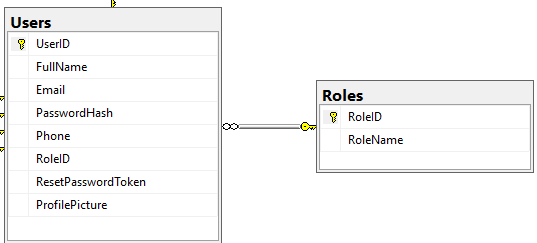 Users
UserID
FullName
Email
PasswordHash
Phone
RoleID
ResetPasswordToken
ProfilePicture
Roles
RoleID
RoleName